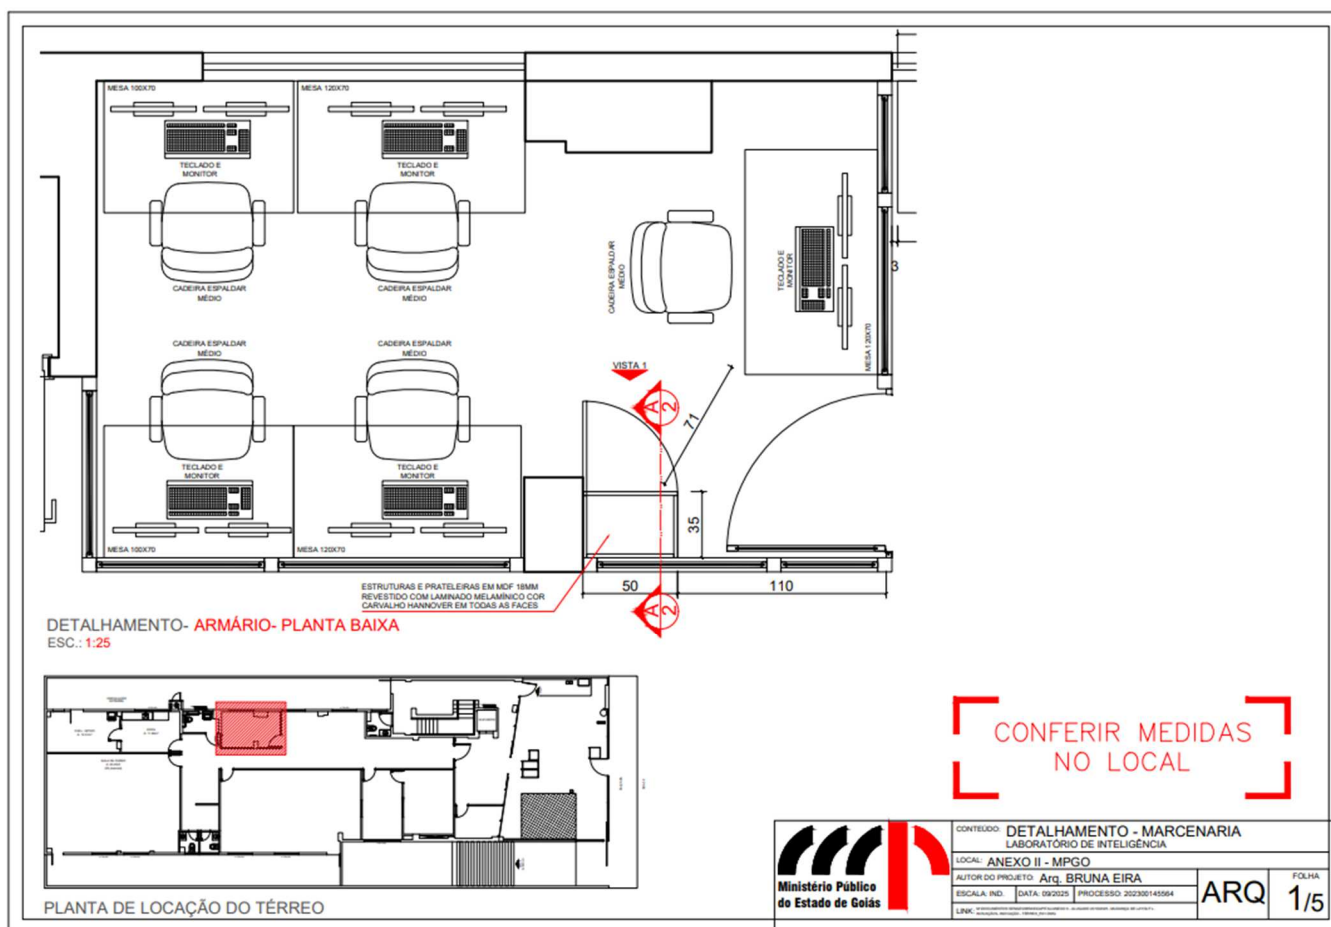 MESA 100X70
MESA 120X70
TECLADO E
MONITOR
TECLADO E
MONITOR
CADEIRA ESPALDAR
MÉDIO
CADEIRA ESPALDAR
MÉDIO
CADEIRA ESPALDAR
MÉDIO
TECLADO E
MONITOR
MESA 120X70
3
CADEIRA ESPALDAR
MÉDIO
CADEIRA ESPALDAR
MÉDIO
VISTA 1
A
2
71
TECLADO E
MONITOR
TECLADO E
MONITOR
35
MESA 100X70
MESA 120X70
ESTRUTURAS E PRATELEIRAS EM MDF 18MM
REVESTIDO COM LAMINADO MELAMÍNICO COR
CARVALHO HANNOVER EM TODAS AS FACES
50
110
A
2
DETALHAMENTO- ARMÁRIO- PLANTA BAIXA
ESC.: 1:25
PLANTA DE LOCAÇÃO DO TÉRREO
CONFERIR MEDIDAS
NO LOCAL
Ministério Público
do Estado de Goiás
CONTEÚDO: DETALHAMENTO - MARCENARIA
LABORATÓRIO DE INTELIGÊNCIA
LOCAL: ANEXO II - MPGO
AUTOR DO PROJETO: Arq. BRUNA EIRA
ESCALA: IND. DATA: 09/2025 PROCESSO: 202300145564
LINK:
ARQ
FOLHA
1/5